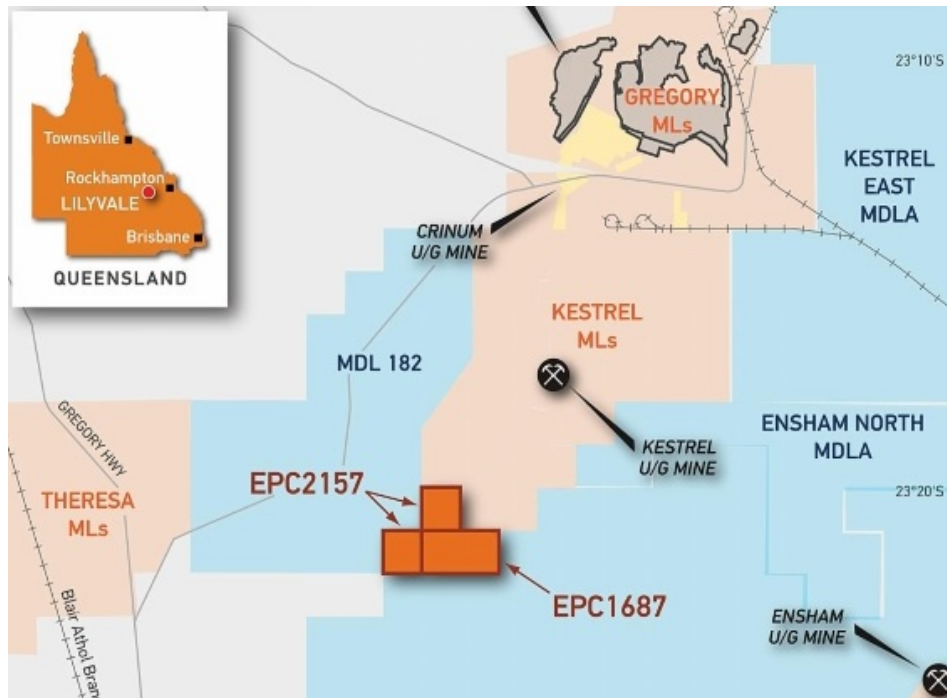 Townsville
Rockhampton
LILYVALE
Brisbane
QUEENSLAND
23°10'S
GREGORY
MLs
KESTREL
EAST
MDLA
CRINUM
U/G MINE
KESTREL
MLs
MDL 182
GREGORY HWY
ENSHAM NORTH
MDLA
KESTREL
U/G MINE
EPC2157
23°20'S
THERESA
MLs
EPC1687
Blair Athol Bran
ENSHAM
U/G MINE